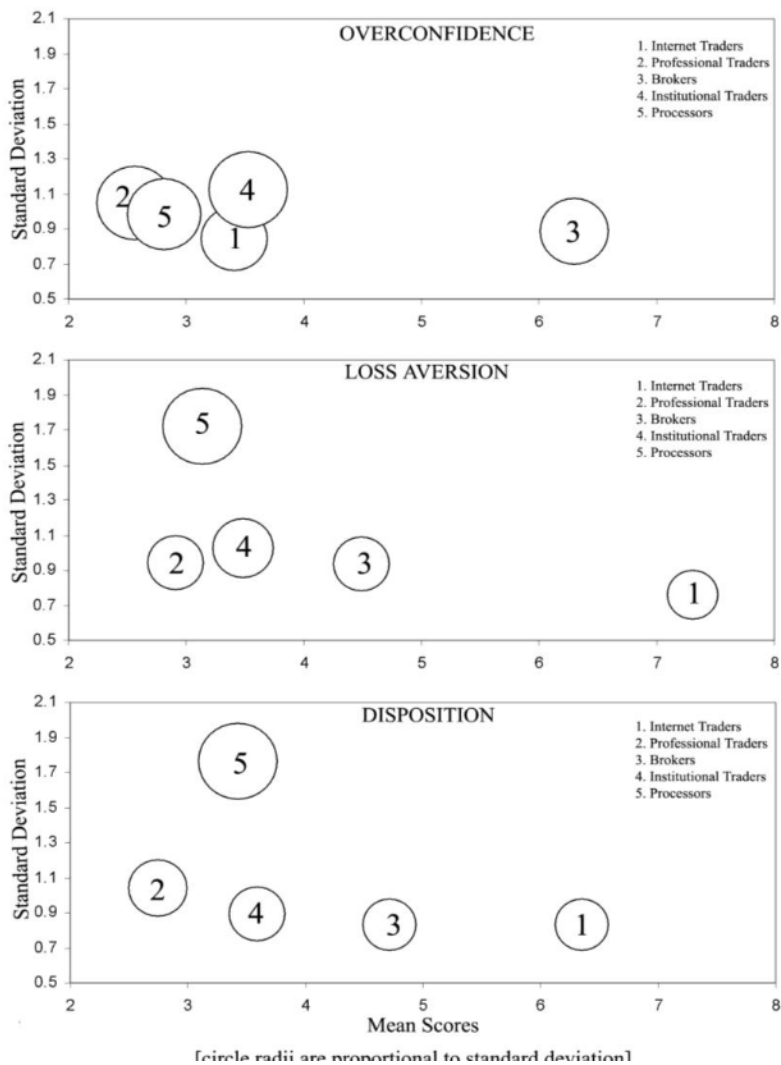 OVERCONFIDENCE
Standard Deviation
2.1
1.9
1.7
1.5
1.3
1.1
0.9
0.7
0.5
1. Internet Traders
2. Professional Traders
3. Brokers
4. Institutional Traders
5. Processors
2
5
4
1
3
2 3 4 5 6 7 8
LOSS AVERSION
Standard Deviation
2.1
1.9
1.7
1.5
1.3
1.1
0.9
0.7
0.5
1. Internet Traders
2. Professional Traders
3. Brokers
4. Institutional Traders
5. Processors
5
2
4
3
1
2 3 4 5 6 7 8
DISPOSITION
Standard Deviation
2.1
1.9
1.7
1.5
1.3
1.1
0.9
0.7
0.5
1. Internet Traders
2. Professional Traders
3. Brokers
4. Institutional Traders
5. Processors
5
2
4
3
1
2 3 4 5 6 7 8
Mean Scores
[circle radii are proportional to standard deviation]